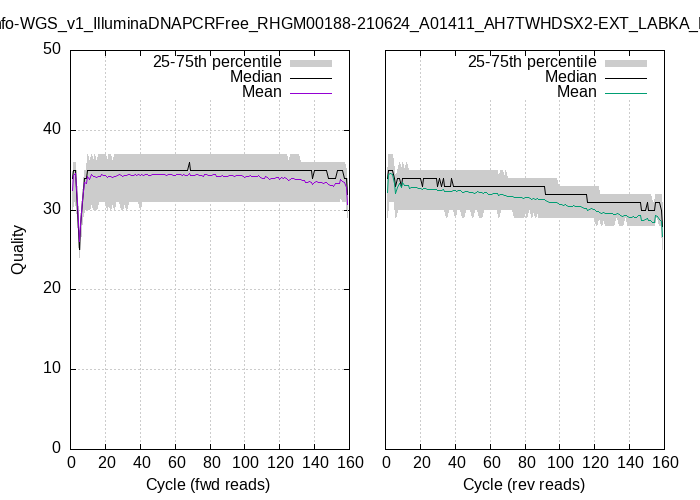 nfo-WGS_v1_IlluminaDNAPCRFree_RHGM00188-210624_A01411_AH7TWHDSX2-EXT_LABKA_
50
40
30
20
10
0
Quality
25-75th percentile
Median
Mean
0 20 40 60 80 100 120 140 160
Cycle (fwd reads)
25-75th percentile
Median
Mean
0 20 40 60 80 100 120 140 160
Cycle (rev reads)